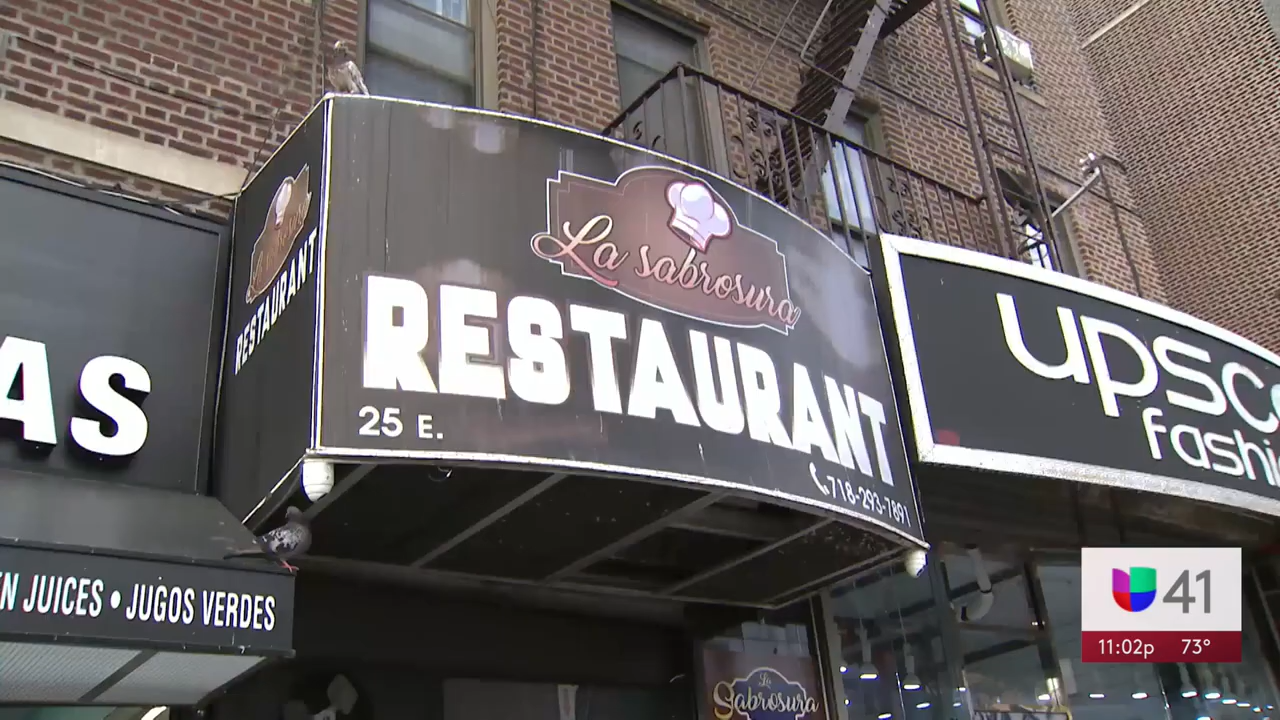 La sabrosura
RESTAURANT
25 E.
718-293-7891
RESTAURANT
AS
N JUICES • JUGOS VERDES
upsc
fashi
La
Sabrosura
41
11:02p 73°